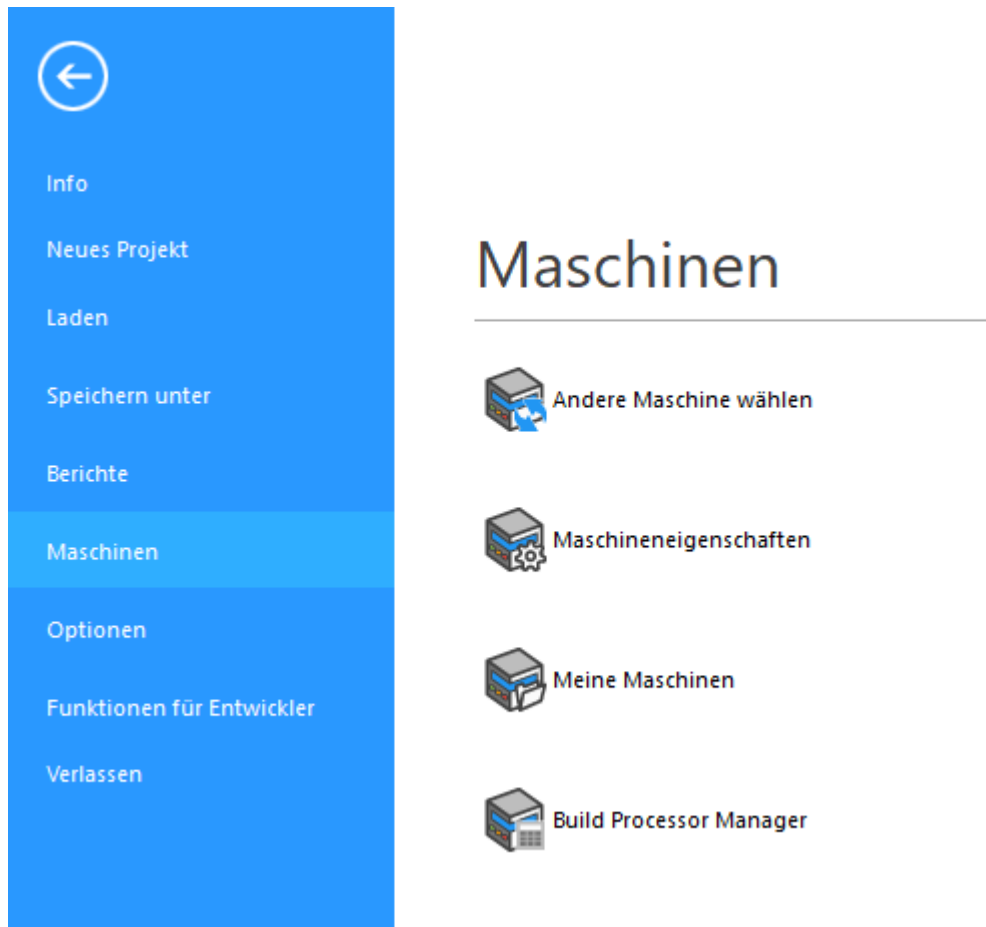 Info
Neues Projekt
Laden
Speichern unter
Berichte
Maschinen
Optionen
Funktionen für Entwickler
Verlassen
Maschinen
Andere Maschine wählen
Maschineneigenschaften
Meine Maschinen
Build Processor Manager